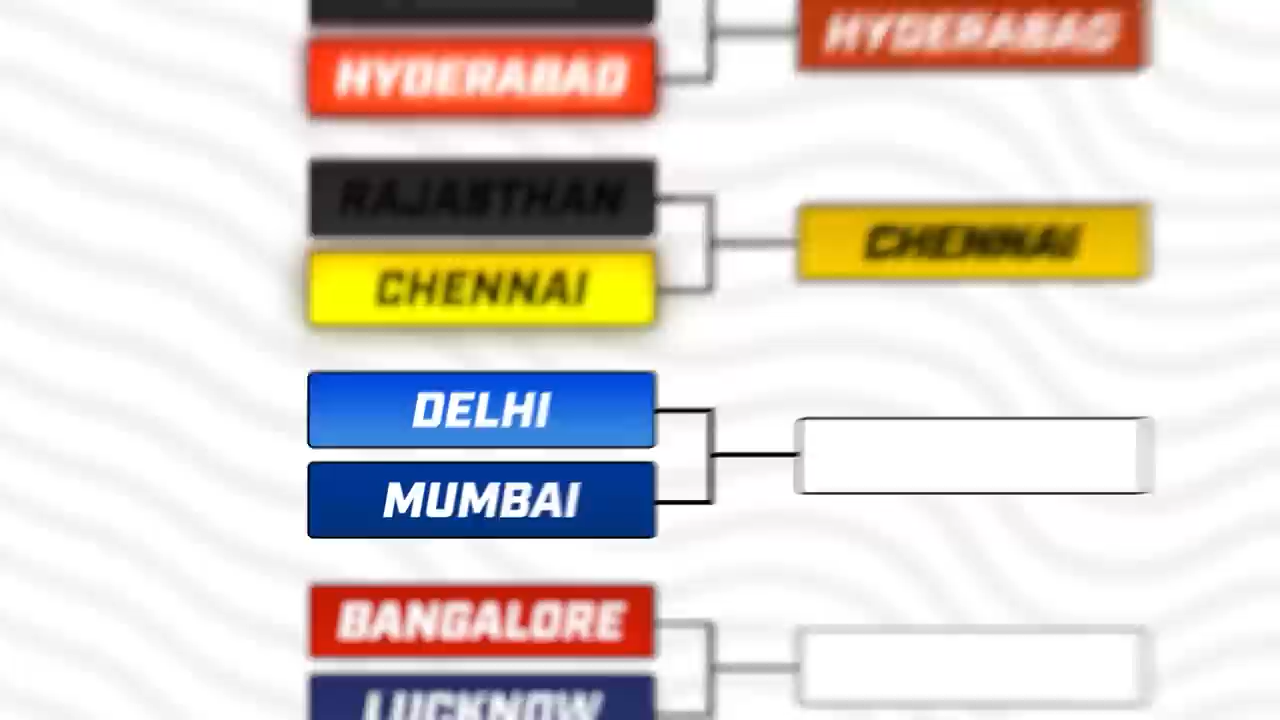 HYDERABAD
HYDERABAD
RAJASTHAN
CHENNAI
CHENNAI
DELHI
MUMBAI
BANGALORE
LUCKNOW